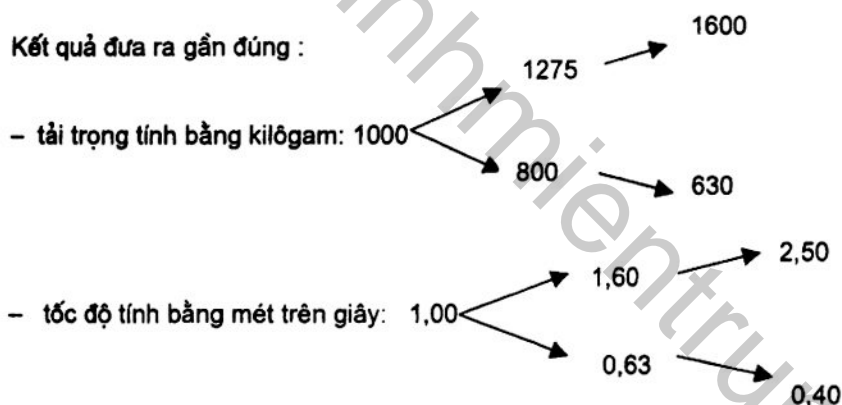 Kết quả đưa ra gần đúng :
1600
1275
– tải trọng tính bằng kilôgam: 1000
800
630
2,50
1,60
– tốc độ tính bằng mét trên giây: 1,00
0,63
0,40